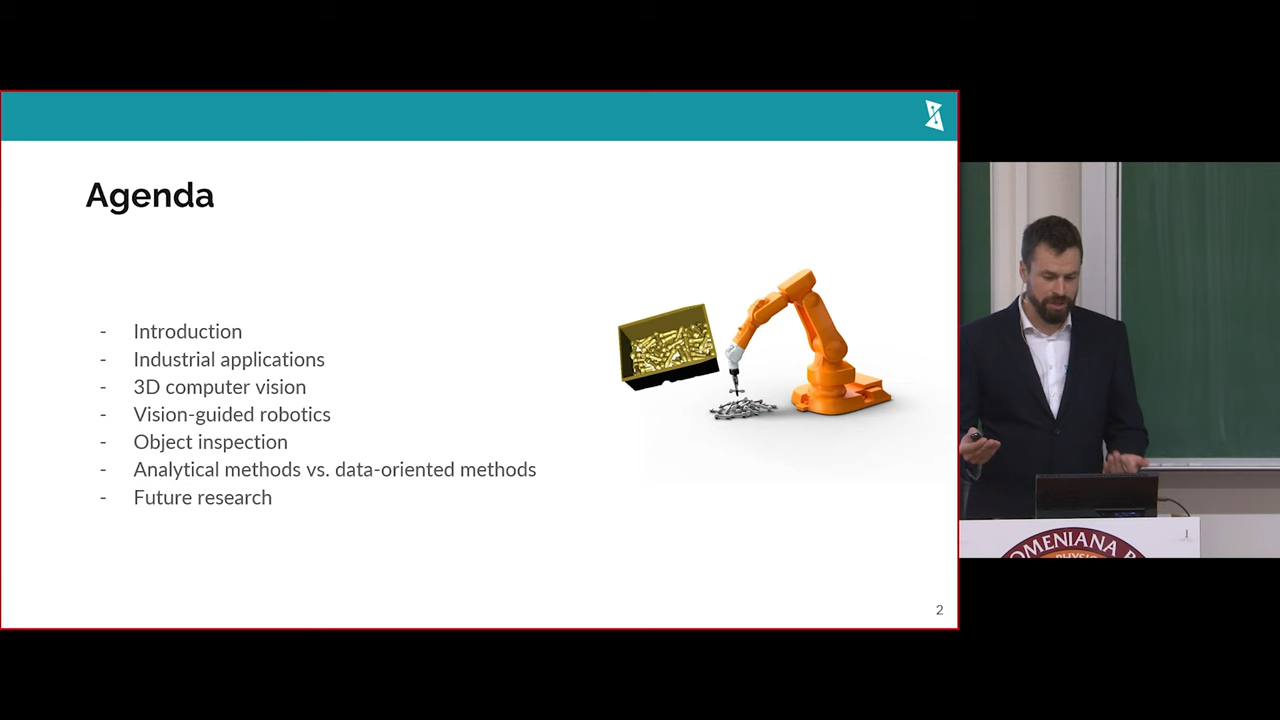 Agenda
- Introduction
- Industrial applications
- 3D computer vision
- Vision-guided robotics
- Object inspection
- Analytical methods vs. data-oriented methods
- Future research
2
OMENIANA